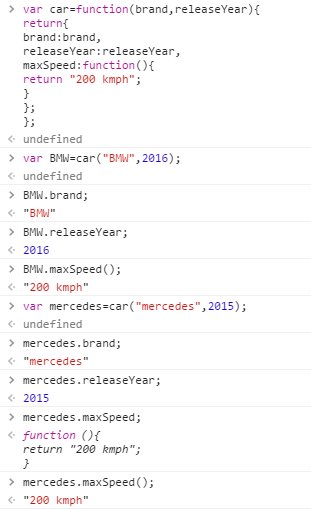 var car=function(brand,releaseYear){
return{
brand:brand,
releaseYear:releaseYear,
maxSpeed:function(){
return "200 kmph";
}
};
};
undefined
var BMW=car("BMW",2016);
undefined
BMW.brand;
"BMW"
BMW.releaseYear;
2016
BMW.maxSpeed();
"200 kmph"
var mercedes=car("mercedes",2015);
undefined
mercedes.brand;
"mercedes"
mercedes.releaseYear;
2015
mercedes.maxSpeed;
function (){
return "200 kmph";
}
mercedes.maxSpeed();
"200 kmph"